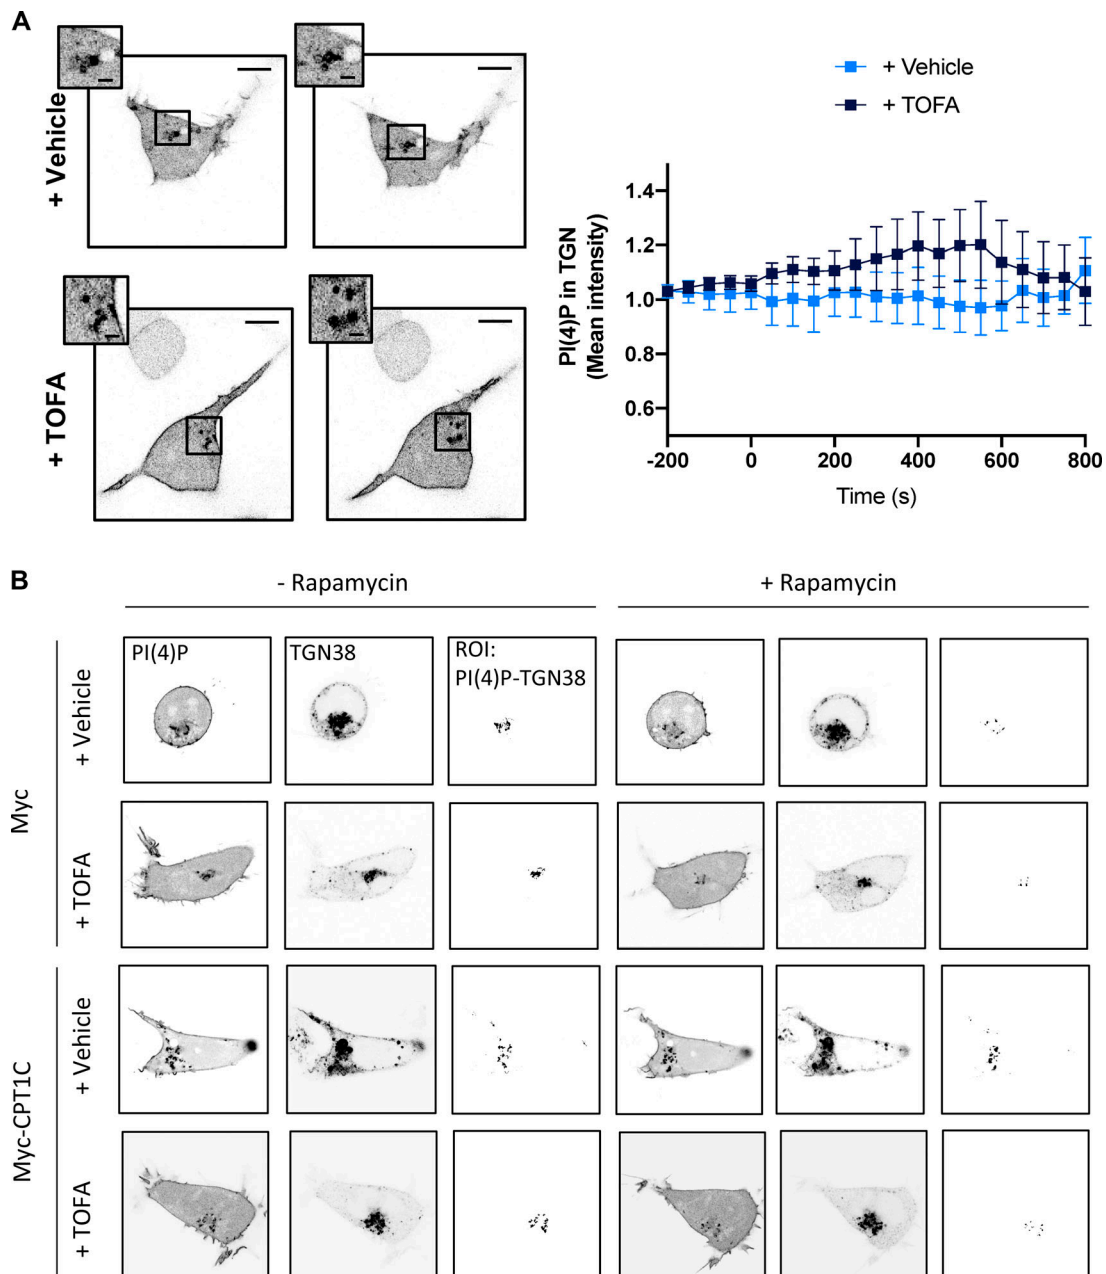 A
+ Vehicle
+ TOFA
+ Vehicle
+ TOFA
PI(4)P in TGN
(Mean intensity)
1.4
1.2
1.0
0.8
0.6
-200
0
200
400
600
800
Time (s)
B
- Rapamycin
+ Rapamycin
Myc
+ Vehicle
PI(4)P
TGN38
ROI:
PI(4)P-TGN38
+ TOFA
Myc-CPT1C
+ Vehicle
+ TOFA